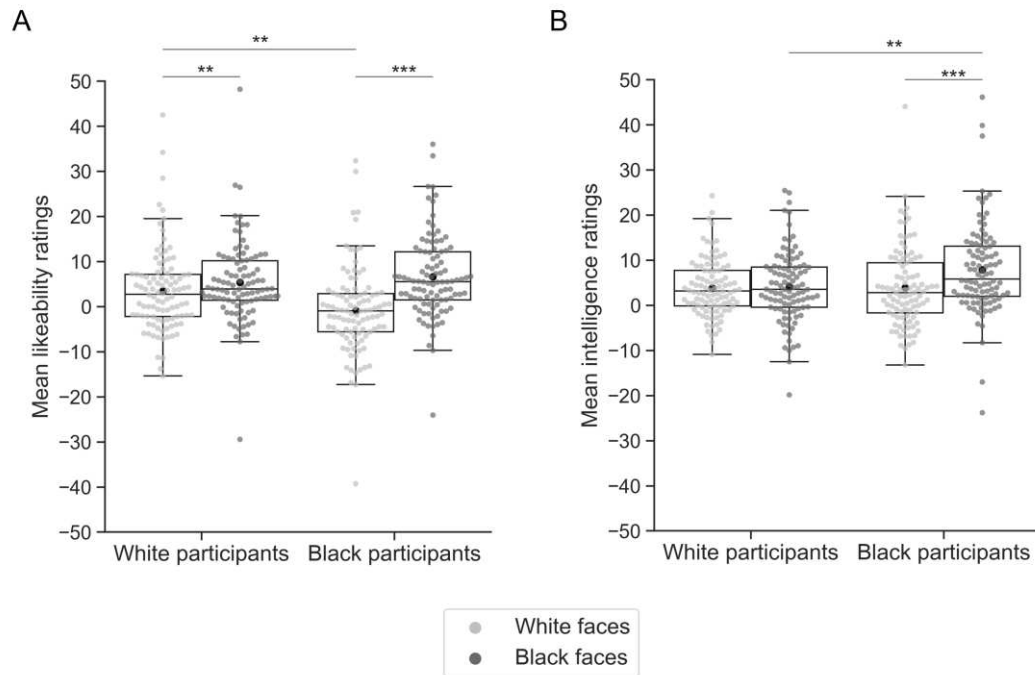 A
B
**
**
***
**
***
Mean likeability ratings
50
40
30
20
10
0
−10
−20
−30
−40
−50
White participants
Black participants
Mean intelligence ratings
50
40
30
20
10
0
−10
−20
−30
−40
−50
White participants
Black participants
White faces
Black faces